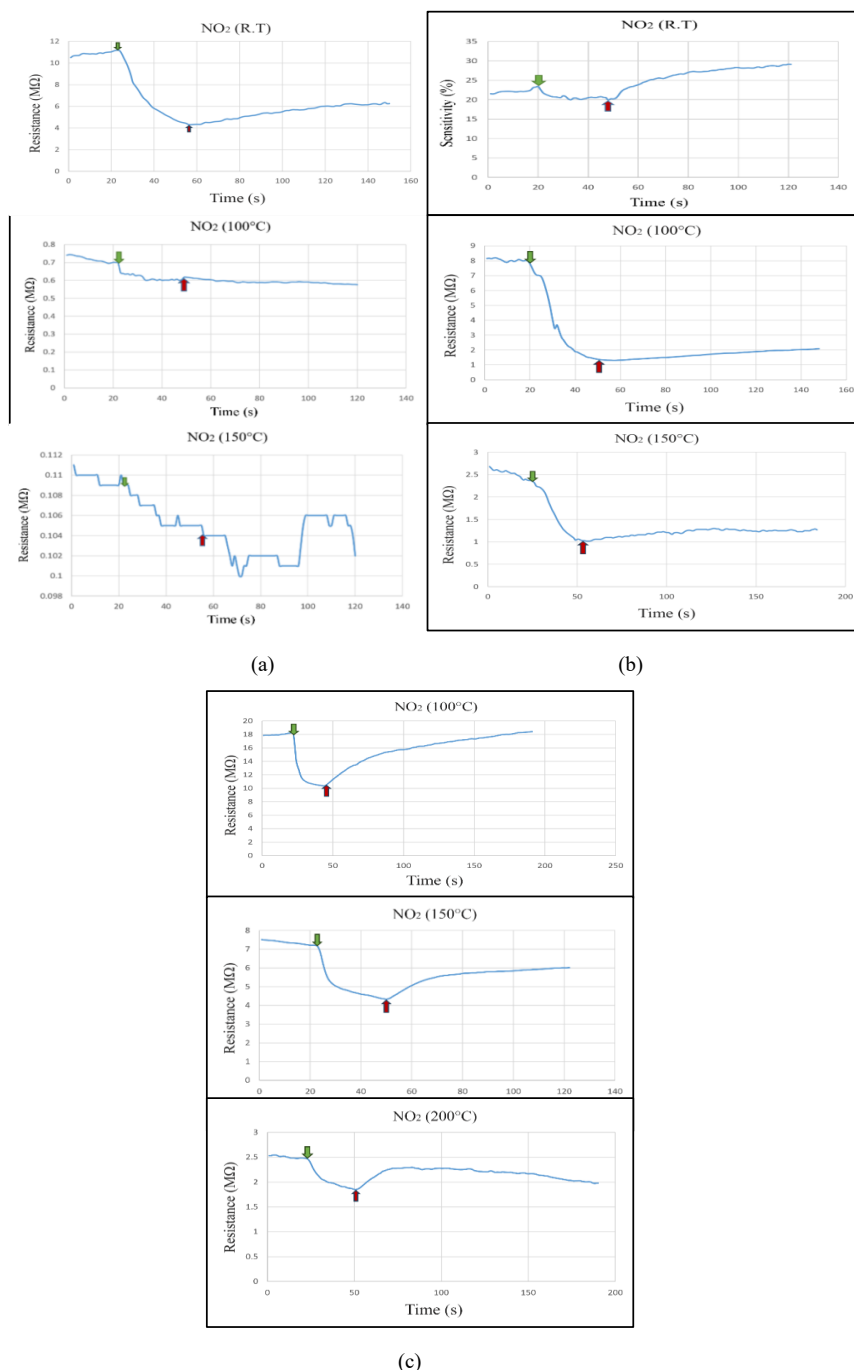 NO2 (R.T)
Resistance (MΩ)
12
10
8
6
4
2
0
0 20 40 60 80 100 120 140 160
Time (s)
NO2 (100°C)
Resistance (MΩ)
0.8
0.7
0.6
0.5
0.4
0.3
0.2
0.1
0
0 20 40 60 80 100 120 140
Time (s)
NO2 (150°C)
Resistance (MΩ)
0.112
0.11
0.108
0.106
0.104
0.102
0.1
0.098
0 20 40 60 80 100 120 140
Time (s)
(a)
NO2 (R.T)
Sensitivity (%)
35
30
25
20
15
10
5
0
0 20 40 60 80 100 120 140
Time (s)
NO2 (100°C)
Resistance (MΩ)
9
8
7
6
5
4
3
2
1
0
0 20 40 60 80 100 120 140 160
Time (s)
NO2 (150°C)
Resistance (MΩ)
3
2.5
2
1.5
1
0.5
0
0 50 100 150 200
Time (s)
(b)
NO2 (100°C)
Resistance (MΩ)
20
18
16
14
12
10
8
6
4
2
0
0 50 100 150 200 250
Time (s)
NO2 (150°C)
Resistance (MΩ)
8
7
6
5
4
3
2
1
0
0 20 40 60 80 100 120 140
Time (s)
NO2 (200°C)
Resistance (MΩ)
3
2.5
2
1.5
1
0.5
0
0 50 100 150 200
Time (s)
(c)